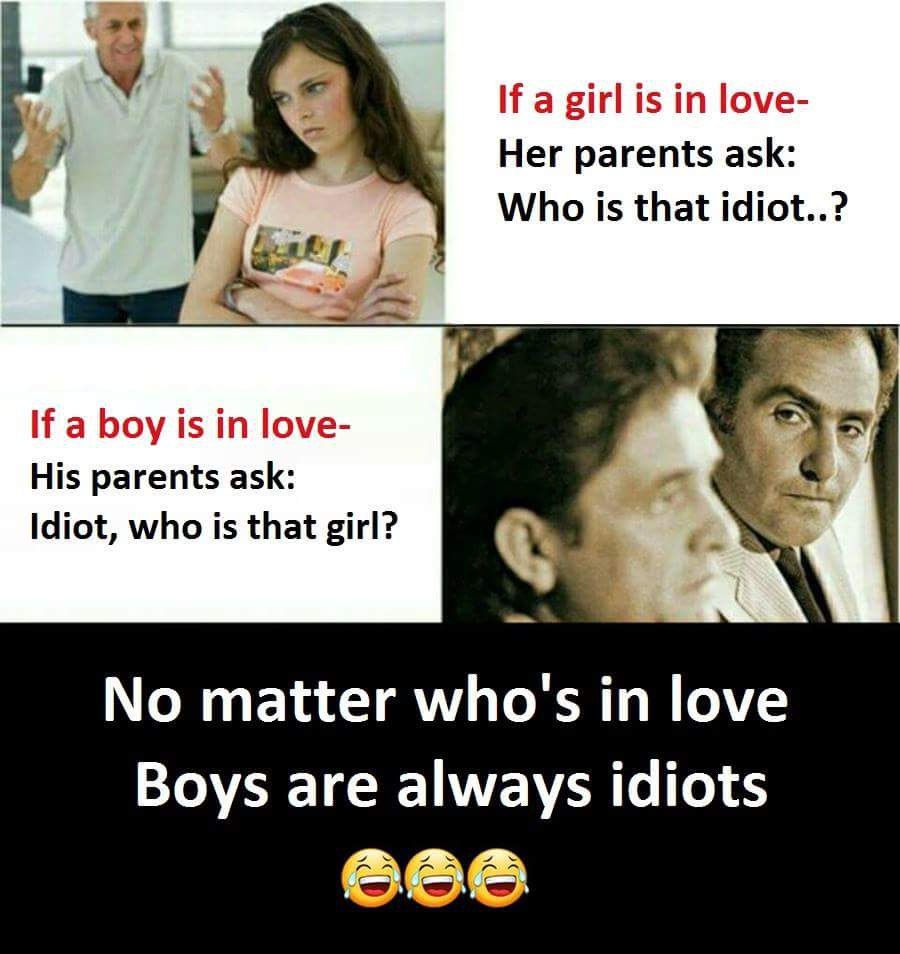 If a girl is in love-
Her parents ask:
Who is that idiot..?
If a boy is in love-
His parents ask:
Idiot, who is that girl?
No matter who's in love
Boys are always idiots
😂😂😂